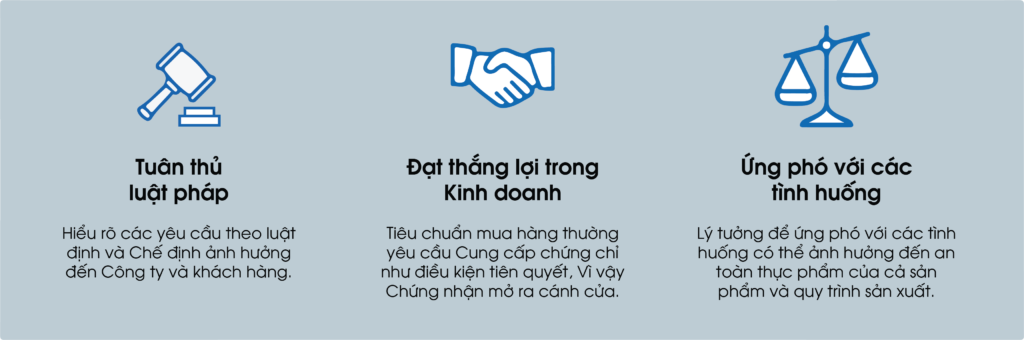 Tuân thủ
luật pháp
Hiểu rõ các yêu cầu theo luật
định và Chế định ảnh hưởng
đến Công ty và khách hàng.
Đạt thắng lợi trong
Kinh doanh
Tiêu chuẩn mua hàng thường
yêu cầu Cung cấp chứng chỉ
như điều kiện tiên quyết, Vì vậy
Chứng nhận mở ra cánh cửa.
Ứng phó với các
tình huống
Lý tưởng để ứng phó với các tình
huống có thể ảnh hưởng đến an
toàn thực phẩm của cả sản
phẩm và quy trình sản xuất.